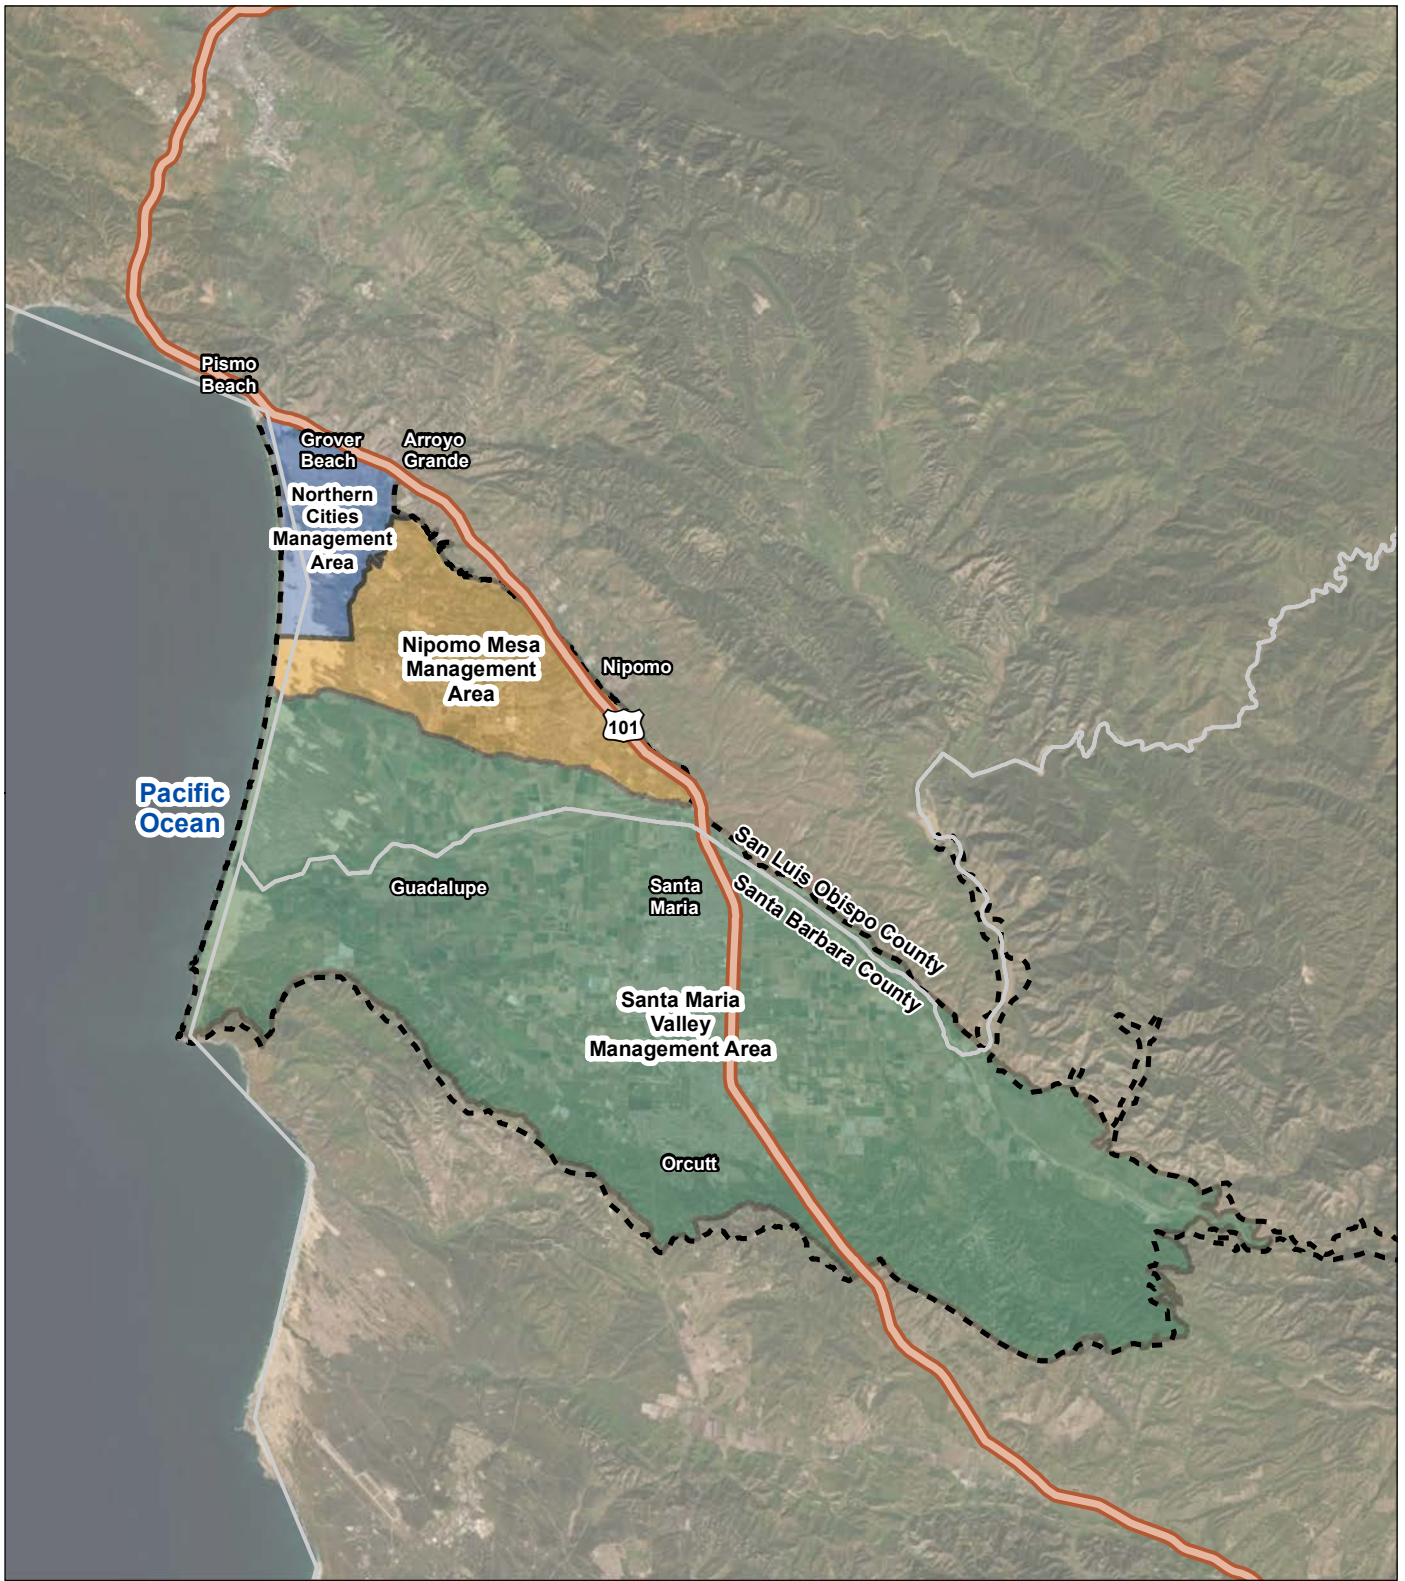 Pismo
Beach
Grover
Beach
Arroyo
Grande
Northern
Cities
Management
Area
Nipomo Mesa
Management
Area
Nipomo
101
Pacific
Ocean
San Luis Obispo County
Santa Barbara County
Guadalupe
Santa
Maria
Santa Maria
Valley
Management Area
Orcutt